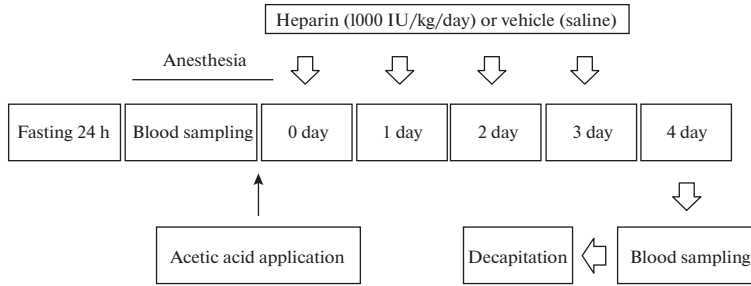 Heparin (1000 IU/kg/day) or vehicle (saline)
Anesthesia
Fasting 24 h
Blood sampling
0 day
1 day
2 day
3 day
4 day
Acetic acid application
Decapitation
Blood sampling